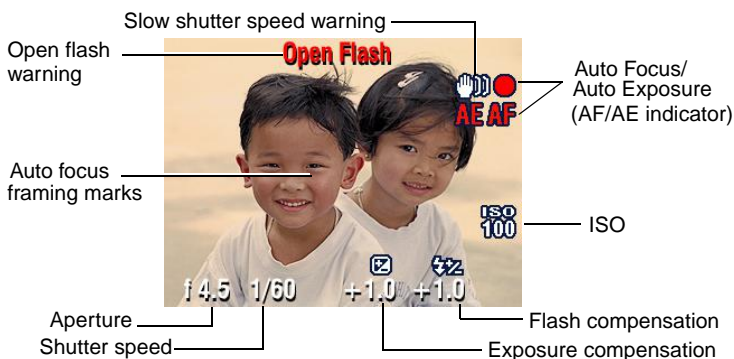 Slow shutter speed warning
Open flash
warning
Open Flash
Auto Focus/
Auto Exposure
(AF/AE indicator)
AE AF
Auto focus
framing marks
ISO
100
ISO
f 4.5 1/60 +1.0 +1.0
Aperture
Shutter speed
Flash compensation
Exposure compensation